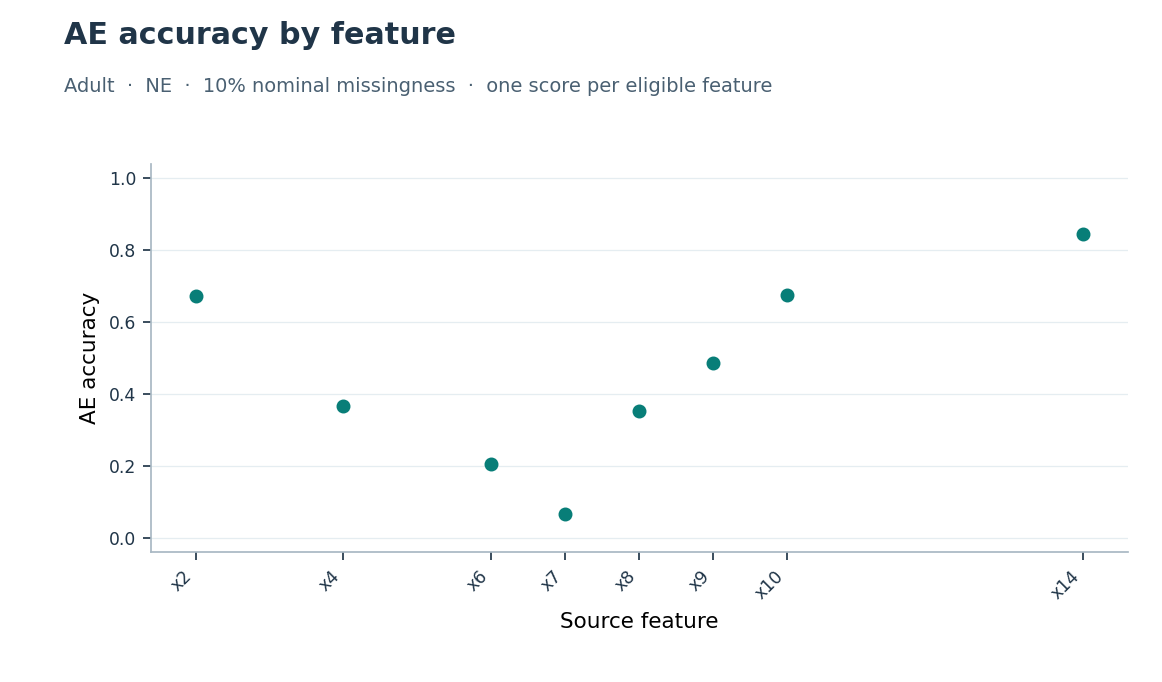 AE accuracy by feature
Adult · NE · 10% nominal missingness · one score per eligible feature
1.0
0.8
0.6
0.4
0.2
0.0
AE accuracy
x2 x4 x6 x7 x8 x9 x10 x14
Source feature